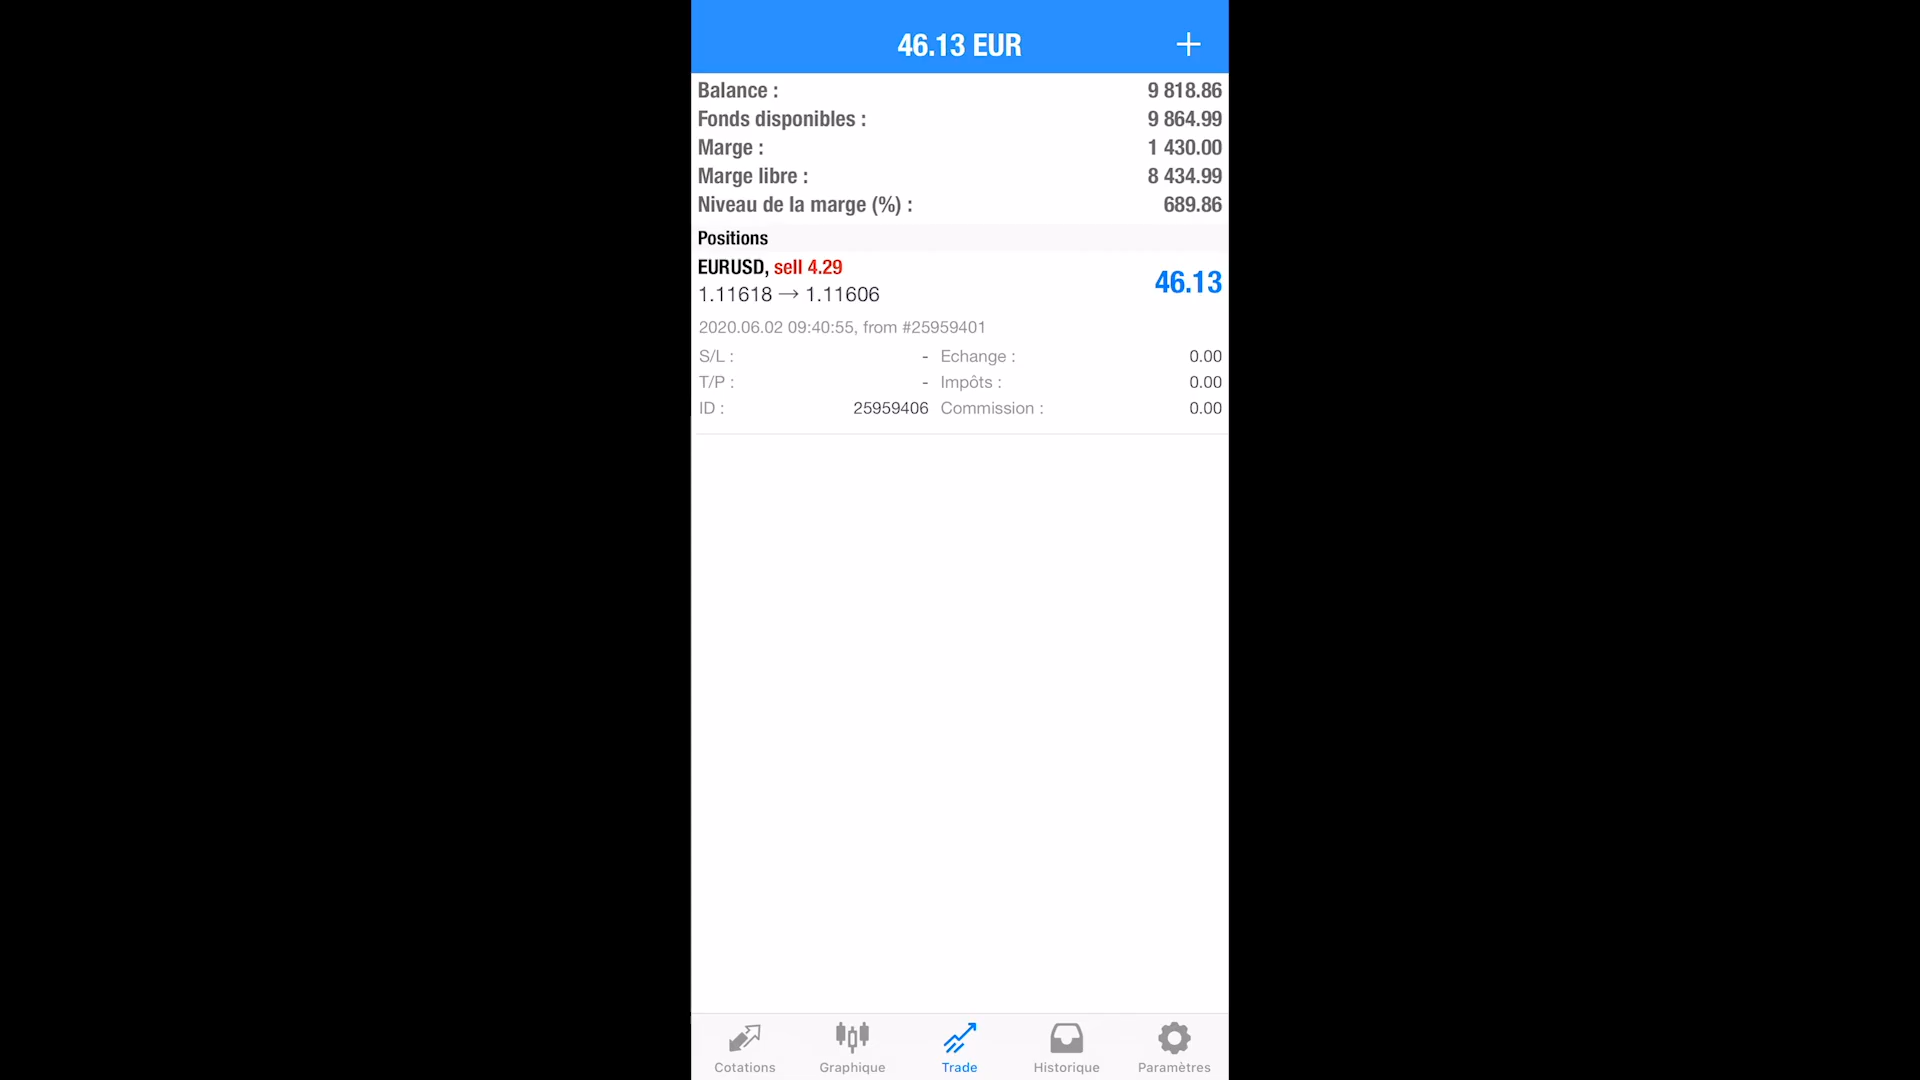 46.13 EUR
Balance : 9 818.86
Fonds disponibles : 9 864.99
Marge : 1 430.00
Marge libre : 8 434.99
Niveau de la marge (%) : 689.86
Positions
EURUSD, sell 4.29
1.11618 → 1.11606 46.13
2020.06.02 09:40:55, from #25959401
S/L : - Echange : 0.00
T/P : - Impôts : 0.00
ID : 25959406 Commission : 0.00
Cotations Graphique Trade Historique Paramètres